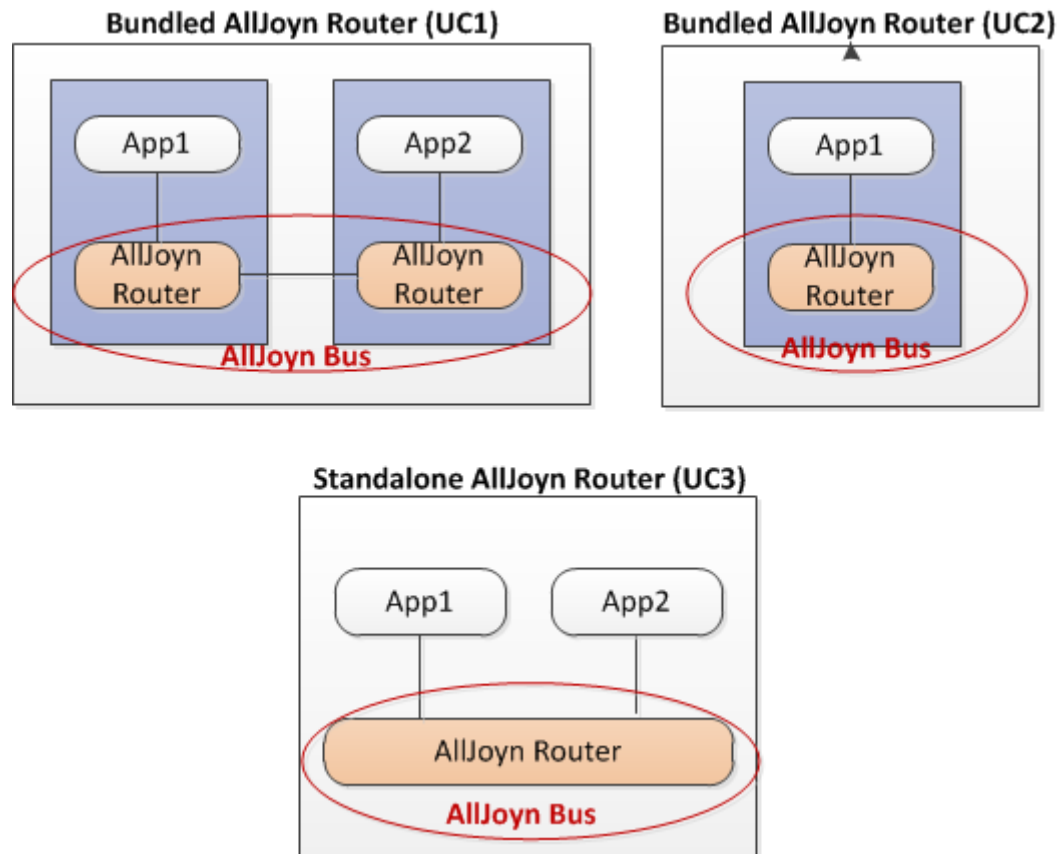 Bundled AllJoyn Router (UC1)
App1
App2
AllJoyn
Router
AllJoyn
Router
AllJoyn Bus
Bundled AllJoyn Router (UC2)
App1
AllJoyn
Router
AllJoyn Bus
Standalone AllJoyn Router (UC3)
App1
App2
AllJoyn Router
AllJoyn Bus